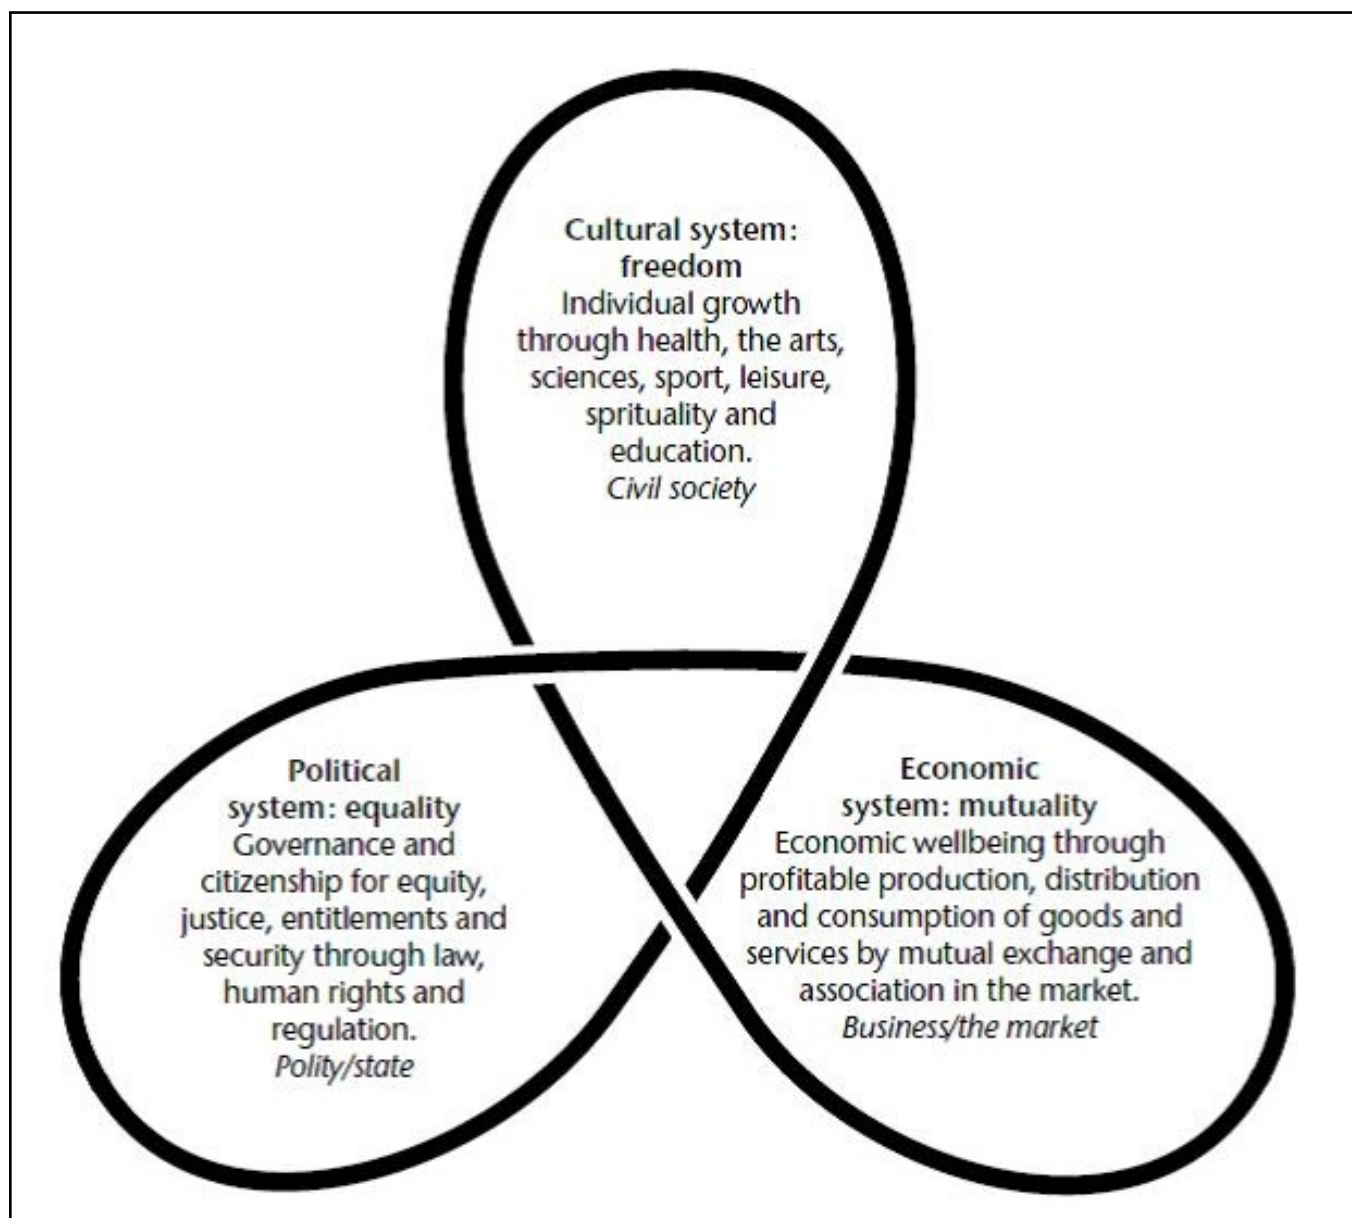 Cultural system:
freedom
Individual growth
through health, the arts,
sciences, sport, leisure,
sprituality and
education.
Civil society
Political
system: equality
Governance and
citizenship for equity,
justice, entitlements and
security through law,
human rights and
regulation.
Polity/state
Economic
system: mutuality
Economic wellbeing through
profitable production, distribution
and consumption of goods and
services by mutual exchange and
association in the market.
Business/the market